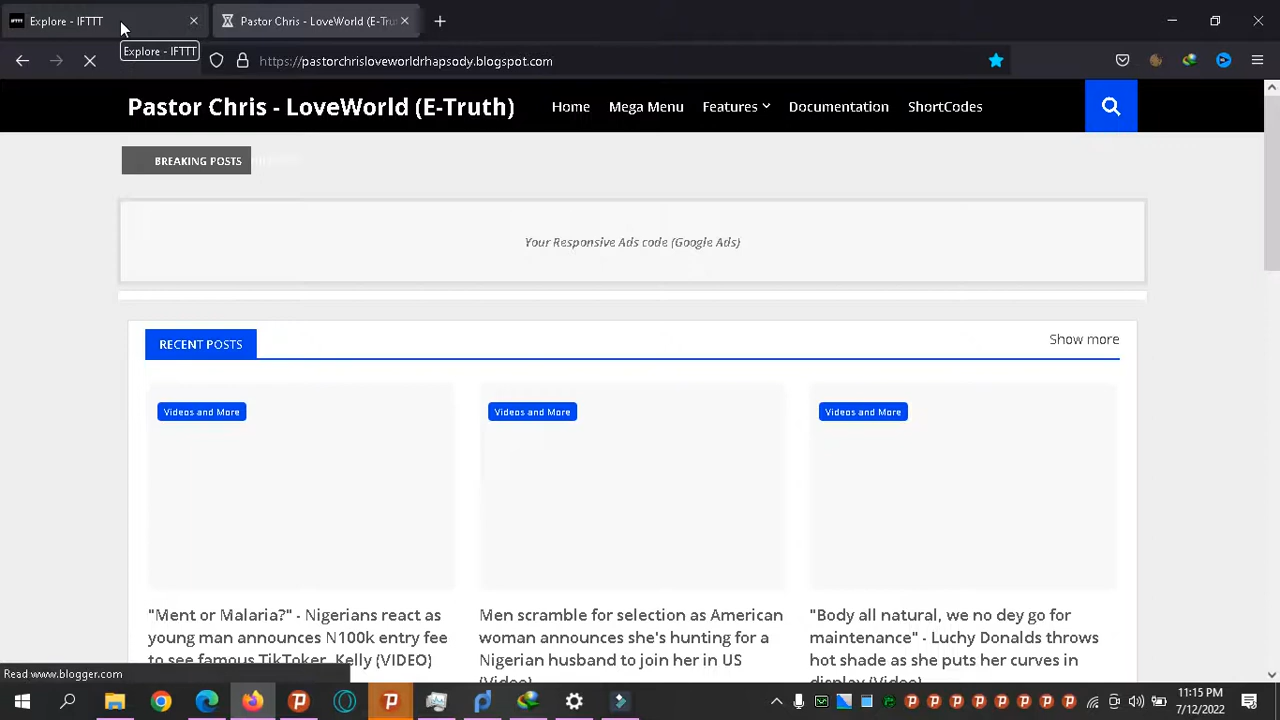 Explore - IFTTT
Pastor Chris - LoveWorld (E-Tru
Explore - IFTTT
https://pastorchrisloveworldrhapsody.blogspot.com
Pastor Chris - LoveWorld (E-Truth)
Home
Mega Menu
Features
Documentation
ShortCodes
BREAKING POSTS
Your Responsive Ads code (Google Ads)
RECENT POSTS
Show more
Videos and More
Videos and More
Videos and More
"Ment or Malaria?" - Nigerians react as
young man announces N100k entry fee
to see famous TikToker, Kelly (VIDEO)
Men scramble for selection as American
woman announces she's hunting for a
Nigerian husband to join her in US
(Video)
"Body all natural, we no dey go for
maintenance" - Luchy Donalds throws
hot shade as she puts her curves in
display (Video)
Read www.blogger.com
11:15 PM
7/12/2022